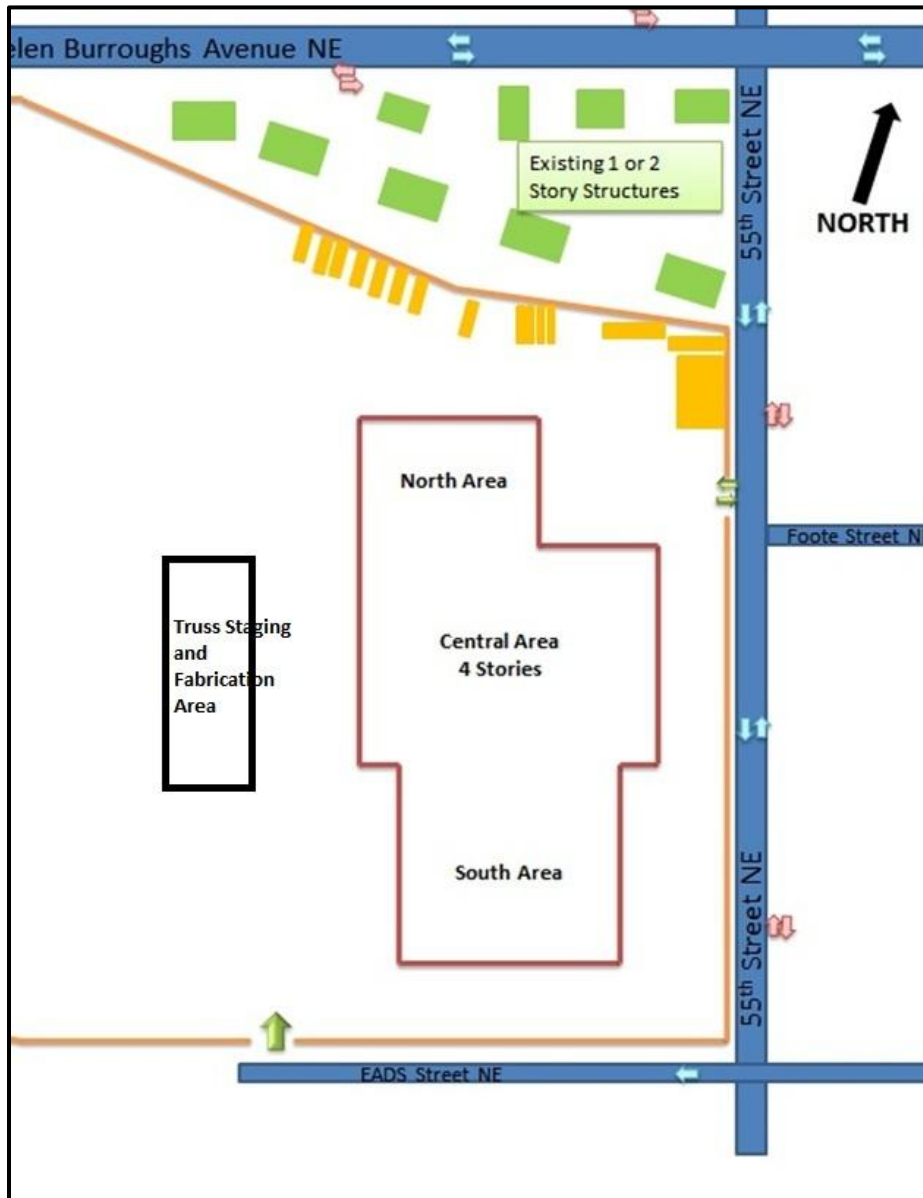 elen Burroughs Avenue NE
55th Street NE
Existing 1 or 2
Story Structures
NORTH
North Area
Foote Street N
Truss Staging
and
Fabrication
Area
Central Area
4 Stories
South Area
55th Street NE
EADS Street NE